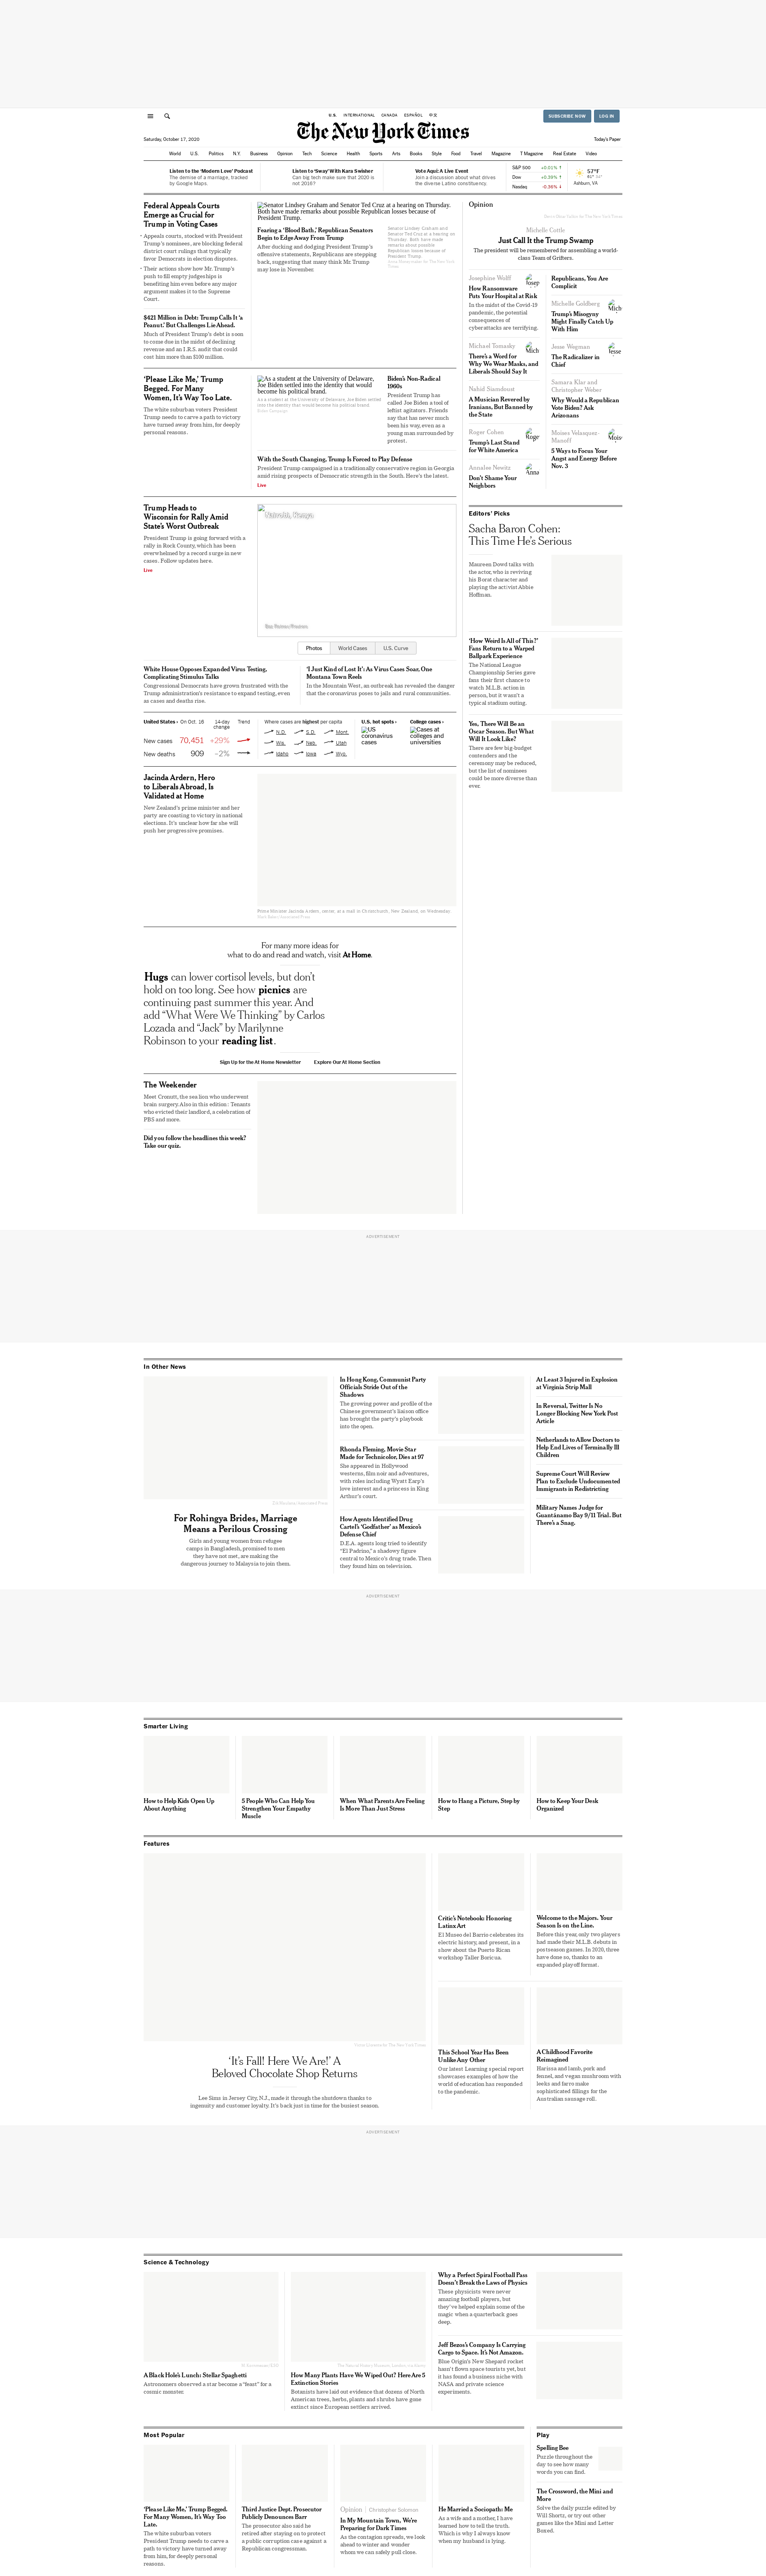 U.S. INTERNATIONAL CANADA ESPAÑOL 中文
SUBSCRIBE NOW LOG IN
The New York Times
Saturday, October 17, 2020
Today's Paper
World U.S. Politics N.Y. Business Opinion Tech Science Health Sports Arts Books Style Food Travel Magazine T Magazine Real Estate Video
Listen to the 'Modern Love' Podcast
The demise of a marriage, tracked
by Google Maps.
Listen to 'Sway' With Kara Swisher
Can big tech make sure that 2020 is
not 2016?
Vote Aquí: A Live Event
Join a discussion about what drives
the diverse Latino constituency.
S&P 500 +0.01% ↑
Dow +0.39% ↑
Nasdaq -0.36% ↓
57°F
Ashburn, VA
Federal Appeals Courts
Emerge as Crucial for
Trump in Voting Cases
• Appeals courts, stocked with President
Trump's nominees, are blocking federal
district court rulings that typically
favor Democrats in election disputes.
• Their actions show how Mr. Trump's
push to fill empty judgeships is
benefiting him even before any major
argument makes it to the Supreme
Court.
$421 Million in Debt: Trump Calls It 'a
Peanut.' But Challenges Lie Ahead.
Much of President Trump's debt is soon
to come due in the midst of declining
revenue and an I.R.S. audit that could
cost him more than $100 million.
Senator Lindsey Graham and Senator Ted Cruz at a hearing on Thursday.
Both have made remarks about possible Republican losses because of
President Trump.
Fearing a 'Blood Bath,' Republican Senators
Begin to Edge Away From Trump
After ducking and dodging President Trump's
offensive statements, Republicans are stepping
back, suggesting that many think Mr. Trump
may lose in November.
Senator Lindsey Graham and
Senator Ted Cruz at a hearing on
Thursday. Both have made
remarks about possible
Republican losses because of
President Trump.
'Please Like Me,' Trump
Begged. For Many
Women, It's Way Too Late.
The white suburban voters President
Trump needs to carve a path to victory
have turned away from him, for deeply
personal reasons.
As a student at the University of Delaware,
Joe Biden settled into the identity that would
become his political brand.
As a student at the University of Delaware, Joe Biden settled
into the identity that would become his political brand.
Biden Campaign
Biden's Non-Radical
1960s
President Trump has
called Joe Biden a tool of
leftist agitators. Friends
say that has never much
been his way, even as a
young man surrounded by
protest.
With the South Changing, Trump Is Forced to Play Defense
President Trump campaigned in a traditionally conservative region in Georgia
amid rising prospects of Democratic strength in the South. Here's the latest.
Live
Trump Heads to
Wisconsin for Rally Amid
State's Worst Outbreak
President Trump is going forward with a
rally in Rock County, which has been
overwhelmed by a record surge in new
cases. Follow updates here.
Live
Nairobi, Kenya
Photos World Cases U.S. Curve
White House Opposes Expanded Virus Testing,
Complicating Stimulus Talks
Congressional Democrats have grown frustrated with the
Trump administration's resistance to expand testing, even
as cases and deaths rise.
'I Just Kind of Lost It': As Virus Cases Soar, One
Montana Town Reels
In the Mountain West, an outbreak has revealed the danger
that the coronavirus poses to jails and rural communities.
United States › On Oct. 16 14-day change Trend
New cases 70,451 +29%
New deaths 909 –2%
Where cases are highest per capita
N.D. S.D. Mont.
Wis. Neb. Utah
Idaho Iowa Wyo.
U.S. hot spots ›
US
coronavirus
cases
College cases ›
Cases at
colleges and
universities
Jacinda Ardern, Hero
to Liberals Abroad, Is
Validated at Home
New Zealand's prime minister and her
party are coasting to victory in national
elections. It's unclear how far she will
push her progressive promises.
Prime Minister Jacinda Ardern, center, at a mall in Christchurch, New Zealand, on Wednesday.
For many more ideas for
what to do and read and watch, visit At Home.
Hugs can lower cortisol levels, but don't
hold on too long. See how picnics are
continuing past summer this year. And
add "What Were We Thinking" by Carlos
Lozada and "Jack" by Marilynne
Robinson to your reading list.
Sign Up for the At Home Newsletter Explore Our At Home Section
The Weekender
Meet Cronutt, the sea lion who underwent
brain surgery. Also in this edition: Tenants
who evicted their landlord, a celebration of
PBS and more.
Did you follow the headlines this week?
Take our quiz.
Opinion
Michelle Cottle
Just Call It the Trump Swamp
The president will be remembered for assembling a world-
class Team of Grifters.
Josephine Wolff
How Ransomware
Puts Your Hospital at Risk
In the midst of the Covid-19
pandemic, the potential
consequences of
cyberattacks are terrifying.
Michael Tomasky
There's a Word for
Why We Wear Masks, and
Liberals Should Say It
Nahid Siamdoust
A Musician Revered by
Iranians, But Banned by
the State
Roger Cohen
Trump's Last Stand
for White America
Annalee Newitz
Don't Shame Your
Neighbors
Republicans, You Are
Complicit
Michelle Goldberg
Trump's Misogyny
Might Finally Catch Up
With Him
Jesse Wegman
The Radicalizer in
Chief
Samara Klar and
Christopher Weber
Why Would a Republican
Vote Biden? Ask
Arizonans
Moises Velasquez-
Manoff
5 Ways to Focus Your
Angst and Energy Before
Nov. 3
Editors' Picks
Sacha Baron Cohen:
This Time He's Serious
Maureen Dowd talks with
the actor, who is reviving
his Borat character and
playing the activist Abbie
Hoffman.
'How Weird Is All of This?'
Fans Return to a Warped
Ballpark Experience
The National League
Championship Series gave
fans their first chance to
watch M.L.B. action in
person, but it wasn't a
typical stadium outing.
Yes, There Will Be an
Oscar Season. But What
Will It Look Like?
There are few big-budget
contenders and the
ceremony may be reduced,
but the list of nominees
could be more diverse than
ever.
ADVERTISEMENT
In Other News
For Rohingya Brides, Marriage
Means a Perilous Crossing
Girls and young women from refugee
camps in Bangladesh, promised to men
they have not met, are making the
dangerous journey to Malaysia to join them.
In Hong Kong, Communist Party
Officials Stride Out of the
Shadows
The growing power and profile of the
Chinese government's liaison office
has brought the party's playbook
into the open.
Rhonda Fleming, Movie Star
Made for Technicolor, Dies at 97
She appeared in Hollywood
westerns, film noir and adventures,
with roles including Wyatt Earp's
love interest and a princess in King
Arthur's court.
How Agents Identified Drug
Cartel's 'Godfather' as Mexico's
Defense Chief
D.E.A. agents long tried to identify
"El Padrino," a shadowy figure
central to Mexico's drug trade. Then
they found him on television.
At Least 3 Injured in Explosion
at Virginia Strip Mall
In Reversal, Twitter Is No
Longer Blocking New York Post
Article
Netherlands to Allow Doctors to
Help End Lives of Terminally Ill
Children
Supreme Court Will Review
Plan to Exclude Undocumented
Immigrants in Redistricting
Military Names Judge for
Guantánamo Bay 9/11 Trial. But
There's a Snag.
ADVERTISEMENT
Smarter Living
How to Help Kids Open Up
About Anything
5 People Who Can Help You
Strengthen Your Empathy
Muscle
When What Parents Are Feeling
Is More Than Just Stress
How to Hang a Picture, Step by
Step
How to Keep Your Desk
Organized
Features
'It's Fall! Here We Are!' A
Beloved Chocolate Shop Returns
Lee Sims in Jersey City, N.J., made it through the shutdown thanks to
ingenuity and customer loyalty. It's back just in time for the busiest season.
Critic's Notebook: Honoring
Latinx Art
El Museo del Barrio celebrates its
electric history, and present, in a
show about the Puerto Rican
workshop Taller Boricua.
Welcome to the Majors. Your
Season Is on the Line.
Before this year, only two players
had made their M.L.B. debuts in
postseason games. In 2020, three
have done so, thanks to an
expanded playoff format.
This School Year Has Been
Unlike Any Other
Our latest Learning special report
showcases examples of how the
world of education has responded
to the pandemic.
A Childhood Favorite
Reimagined
Harissa and lamb, pork and
fennel, and vegan mushroom with
leeks and farro make
sophisticated fillings for the
Australian sausage roll.
ADVERTISEMENT
Science & Technology
A Black Hole's Lunch: Stellar Spaghetti
Astronomers observed a star become a "feast" for a
cosmic monster.
How Many Plants Have We Wiped Out? Here Are 5
Extinction Stories
Botanists have laid out evidence that dozens of North
American trees, herbs, plants and shrubs have gone
extinct since European settlers arrived.
Why a Perfect Spiral Football Pass
Doesn't Break the Laws of Physics
These physicists were never
amazing football players, but
they've helped explain some of the
magic when a quarterback goes
deep.
Jeff Bezos's Company Is Carrying
Cargo to Space. It's Not Amazon.
Blue Origin's New Shepard rocket
hasn't flown space tourists yet, but
it has found a business niche with
NASA and private science
experiments.
Most Popular
'Please Like Me,' Trump Begged.
For Many Women, It's Way Too
Late.
The white suburban voters
President Trump needs to carve a
path to victory have turned away
from him, for deeply personal
reasons.
Third Justice Dept. Prosecutor
Publicly Denounces Barr
The prosecutor also said he
retired after staying on to protect
a public corruption case against a
Republican congressman.
Opinion | Christopher Solomon
In My Mountain Town, We're
Preparing for Dark Times
As the contagion spreads, we look
ahead to winter and wonder
whom we can safely pull close.
He Married a Sociopath: Me
As a wife and a mother, I have
learned how to tell the truth.
Which is why I always know
when my husband is lying.
Play
Spelling Bee
Puzzle throughout the
day to see how many
words you can find.
The Crossword, the Mini and
More
Solve the daily puzzle edited by
Will Shortz, or try out other
games like the Mini and Letter
Boxed.